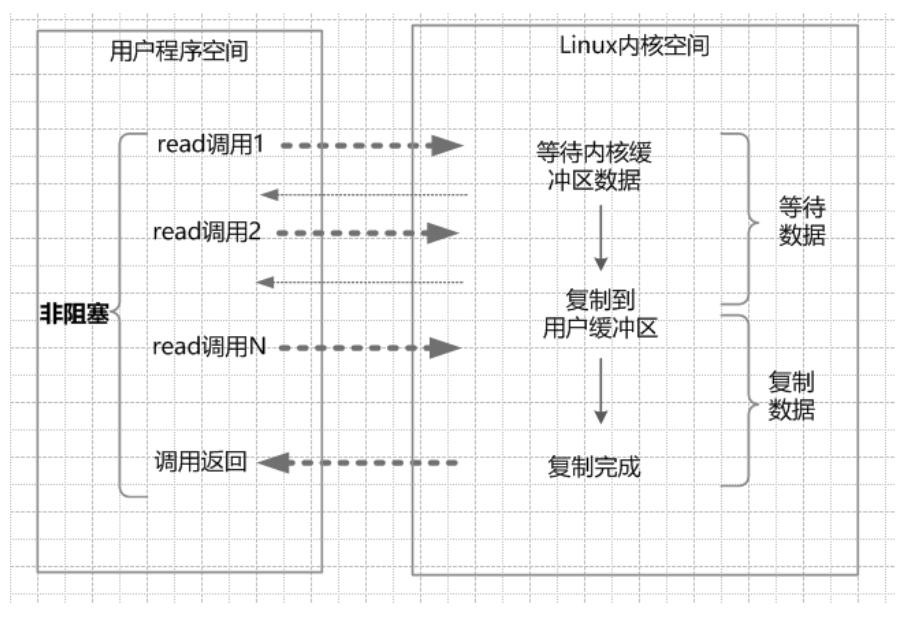 用户程序空间
Linux内核空间
read调用1
等待内核缓
冲区数据
等待
数据
read调用2
复制到
用户缓冲区
非阻塞
read调用N
复制
数据
调用返回
复制完成